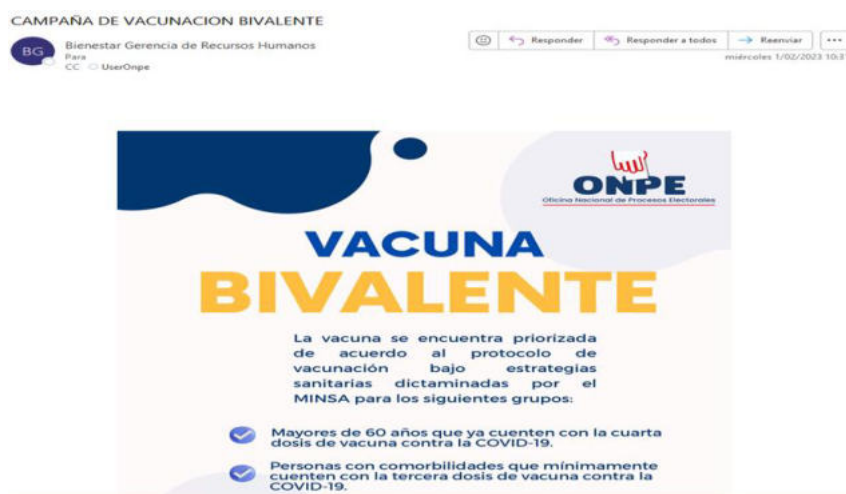 CAMPAÑA DE VACUNACION BIVALENTE
BG
Bienestar Gerencia de Recursos Humanos
Para
CC UserOnpe
Responder
Responder a todos
Reenviar
miércoles 1/02/2023 10:3
ONPE
Oficina Nacional de Procesos Electorales
VACUNA
BIVALENTE
La vacuna se encuentra priorizada
de acuerdo al protocolo de
vacunación bajo estrategias
sanitarias dictaminadas por el
MINSA para los siguientes grupos:
Mayores de 60 años que ya cuenten con la cuarta
dosis de vacuna contra la COVID-19.
Personas con comorbilidades que mínimamente
cuenten con la tercera dosis de vacuna contra la
COVID-19.